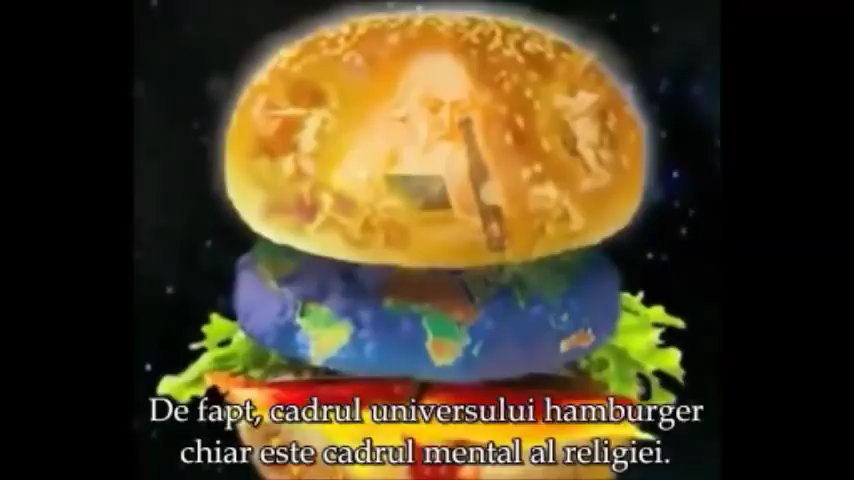 De fapt, cadrul universului hamburger
chiar este cadrul mental al religiei.